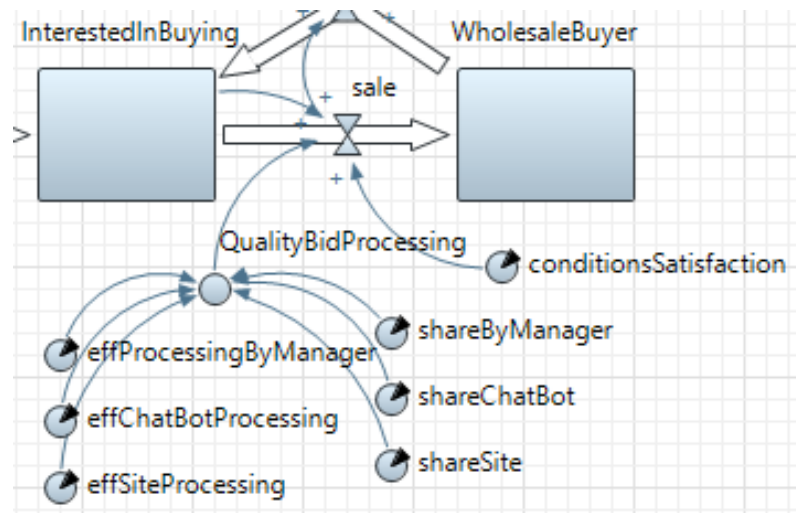 InterestedInBuying
WholesaleBuyer
+
+
sale
+
+
+
QualityBidProcessing
conditionsSatisfaction
effProcessingByManager
shareByManager
effChatBotProcessing
shareChatBot
effSiteProcessing
shareSite